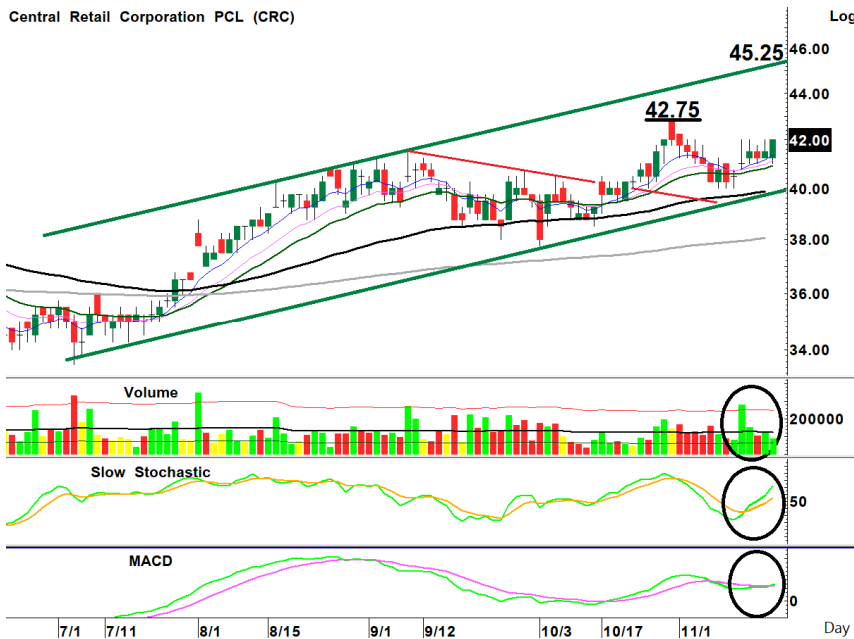 Central Retail Corporation PCL (CRC)
Log
45.25
46.00
44.00
42.75
42.00
40.00
38.00
36.00
34.00
Volume
200000
Slow Stochastic
50
MACD
0
7/1 7/11 8/1 8/15 9/1 9/12 10/3 10/17 11/1 Day